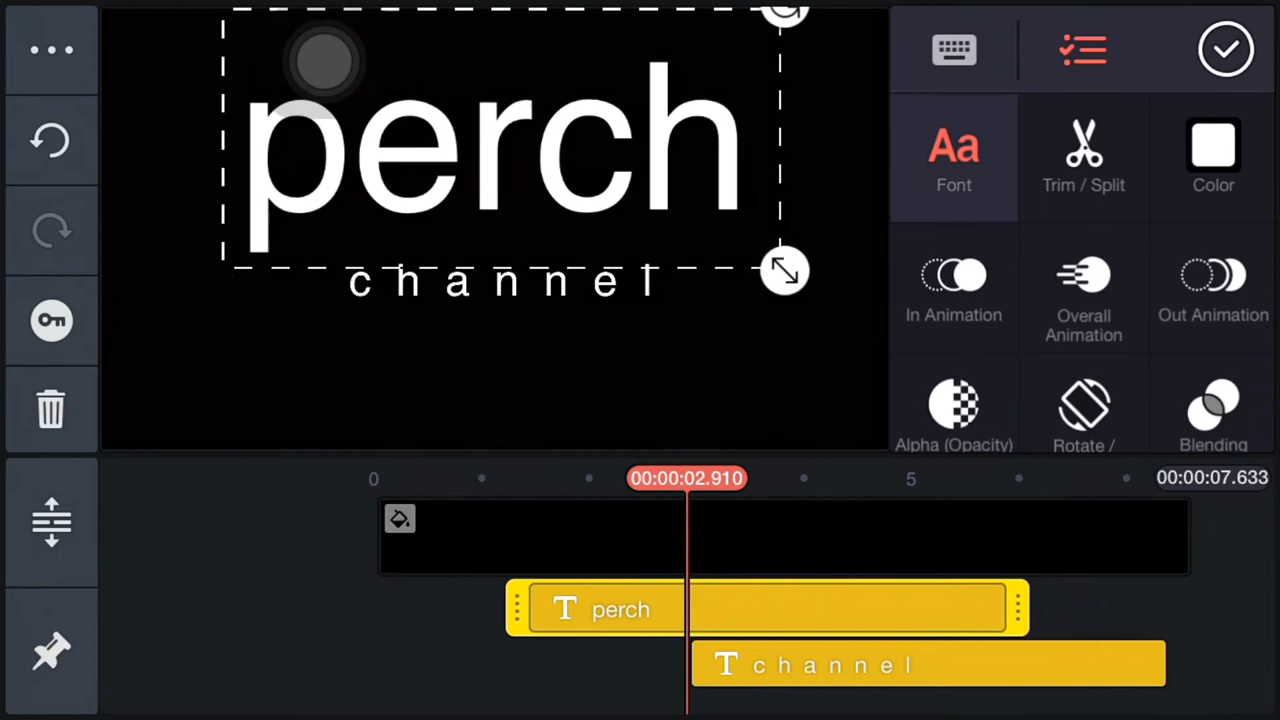 perch
channel
Aa
Font
Trim / Split
Color
In Animation
Overall
Animation
Out Animation
Alpha (Opacity)
Rotate /
Blending
0
00:00:02.910
5
00:00:07.633
T perch
T channel